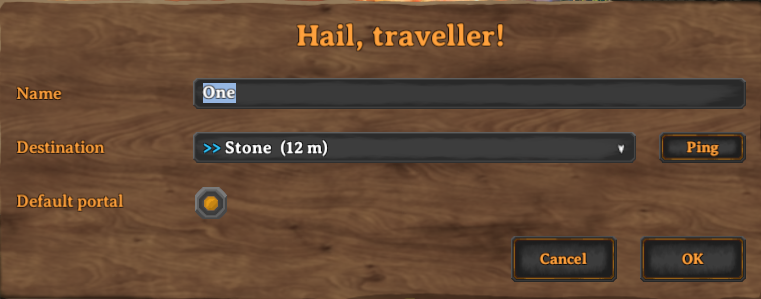 Hail, traveller!
Name One
Destination >> Stone (12 m) Ping
Default portal
Cancel OK